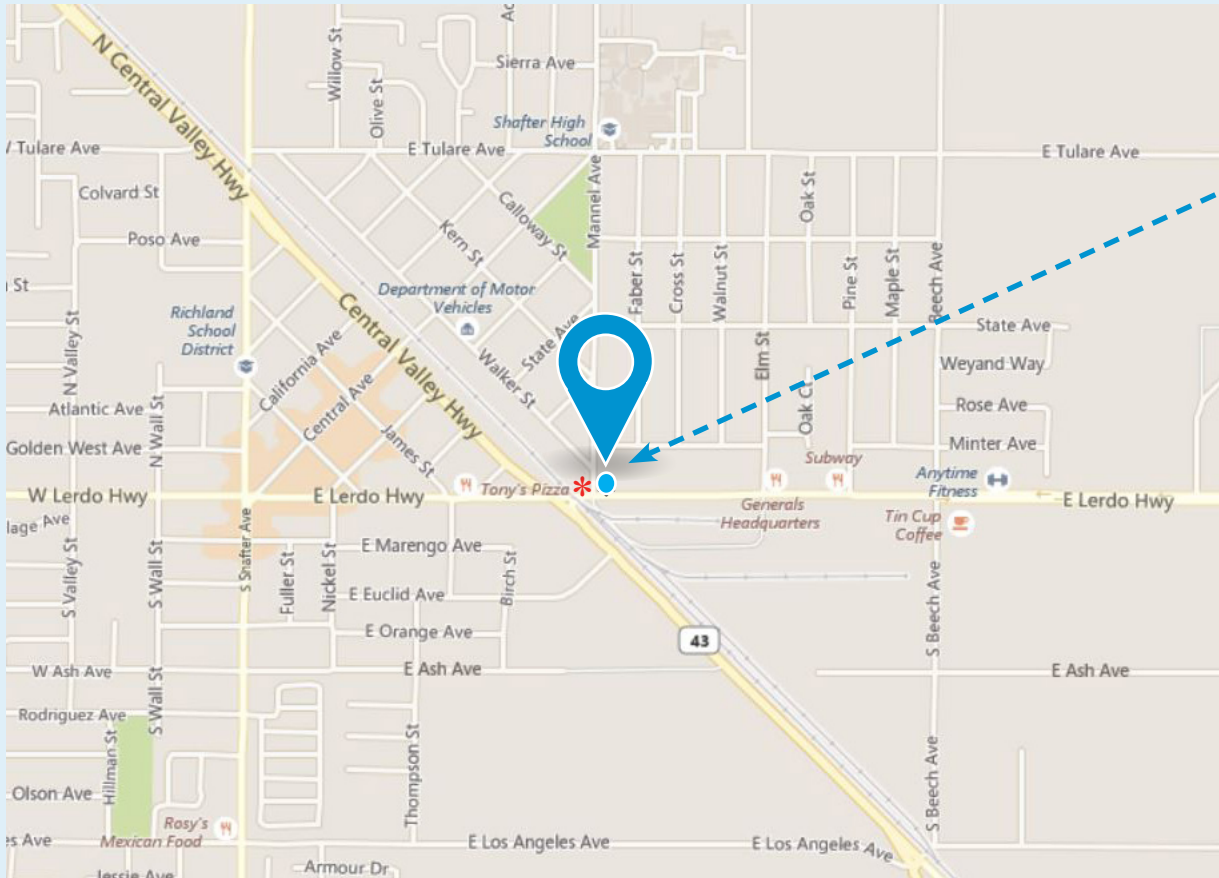 N Central Valley Hwy
Willow St
Olive St
Ac
Sierra Ave
Shafter High
School
/ Tulare Ave
E Tulare Ave
E Tulare Ave
Colvard St
Poso Ave
Calloway St
Kern St
Mannel Ave
Oak St
n St
Richland
School
District
Department of Motor
Vehicles
Faber St
Cross St
Walnut St
Pine St
Maple St
Beech Ave
State Ave
State Ave
Weyand Way
N Valley St
California Ave
Central Valley Hwy
Walker St
Elm St
Oak Ct
Atlantic Ave
Central Ave
Rose Ave
Golden West Ave
N Wall St
James St
Minter Ave
Subway
Anytime
Fitness
W Lerdo Hwy
E Lerdo Hwy
Tony's Pizza
*
Generals
Headquarters
E Lerdo Hwy
Tin Cup
Coffee
lage Ave
S Valley St
S Wall St
S Shafter Ave
Fuller St
Nickel St
E Marengo Ave
Birch St
E Euclid Ave
E Orange Ave
43
S Beech Ave
W Ash Ave
E Ash Ave
E Ash Ave
Rodriguez Ave
S Wall St
Hillman St
Thompson St
S Beech Ave
Olson Ave
Rosy's
Mexican Food
es Ave
E Los Angeles Ave
E Los Angeles Ave
Jessie Ave
Armour Dr